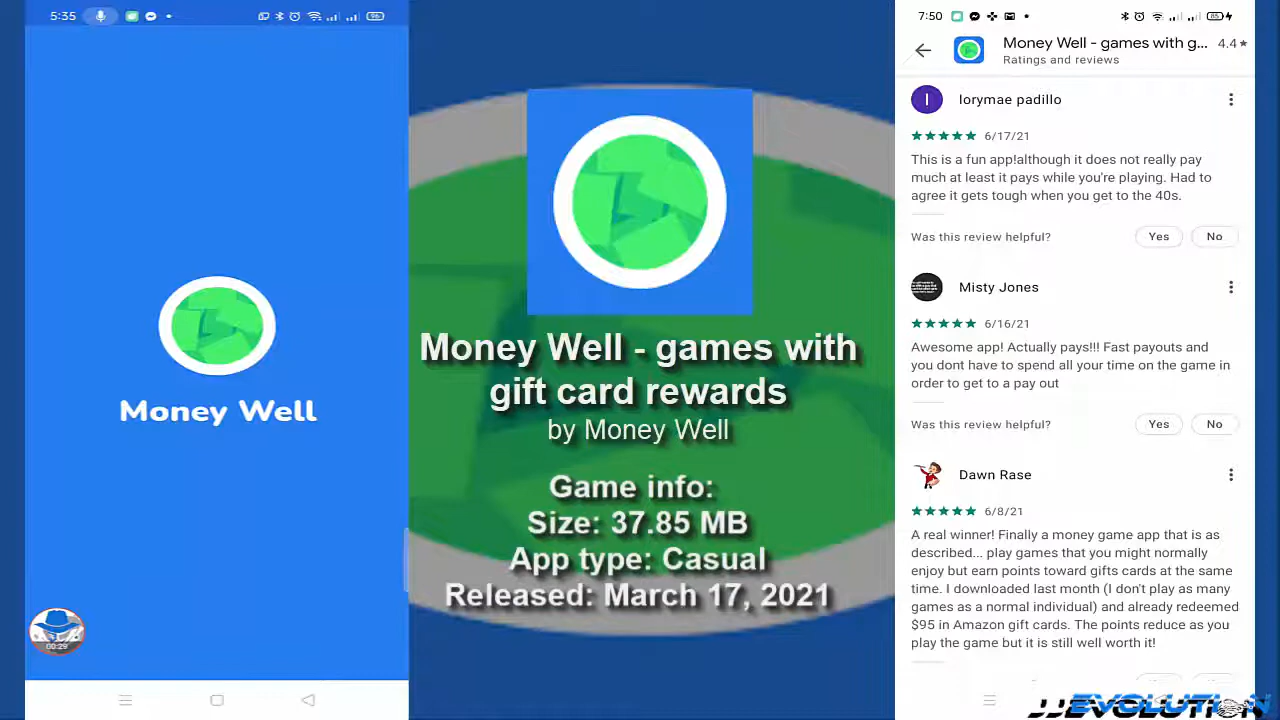 5:35
96
Money Well
00:29
Money Well - games with
gift card rewards
by Money Well
Game info:
Size: 37.85 MB
App type: Casual
Released: March 17, 2021
7:50
85
Money Well - games with g...
4.4★
Ratings and reviews
I
lorymae padillo
6/17/21
This is a fun app!although it does not really pay
much at least it pays while you're playing. Had to
agree it gets tough when you get to the 40s.
Was this review helpful?
Yes
No
Misty Jones
6/16/21
Awesome app! Actually pays!!! Fast payouts and
you dont have to spend all your time on the game in
order to get to a pay out
Was this review helpful?
Yes
No
Dawn Rase
6/8/21
A real winner! Finally a money game app that is as
described... play games that you might normally
enjoy but earn points toward gifts cards at the same
time. I downloaded last month (I don't play as many
games as a normal individual) and already redeemed
$95 in Amazon gift cards. The points reduce as you
play the game but it is still well worth it!
JJEVOLUTION